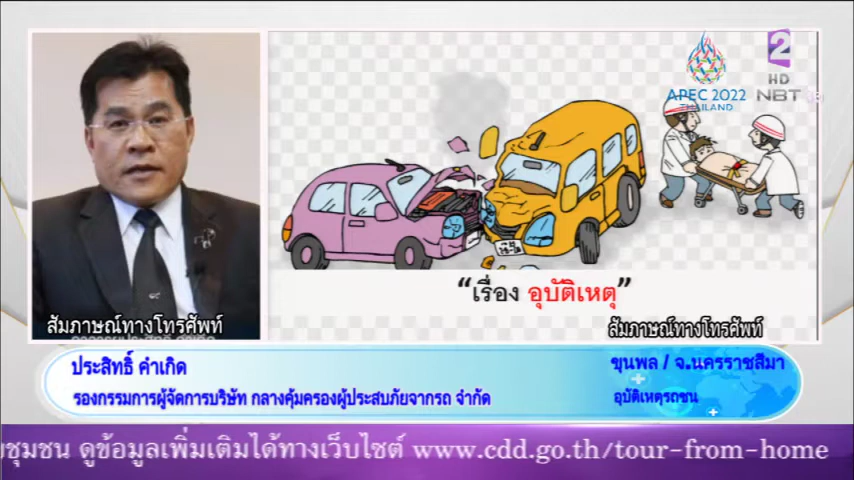 2
HD
NBT
APEC 2022
THAILAND
“เรื่อง อุบัติเหตุ”
สัมภาษณ์ทางโทรศัพท์
สัมภาษณ์ทางโทรศัพท์
ประสิทธิ์ คำเกิด
รองกรรมการผู้จัดการบริษัท กลางคุ้มครองผู้ประสบภัยจากรถ จำกัด
ขุนพล / จ.นครราชสีมา
อุบัติเหตุรถชน
ชุมชน ดูข้อมูลเพิ่มเติมได้ทางเว็บไซต์ www.cdd.go.th/tour-from-home